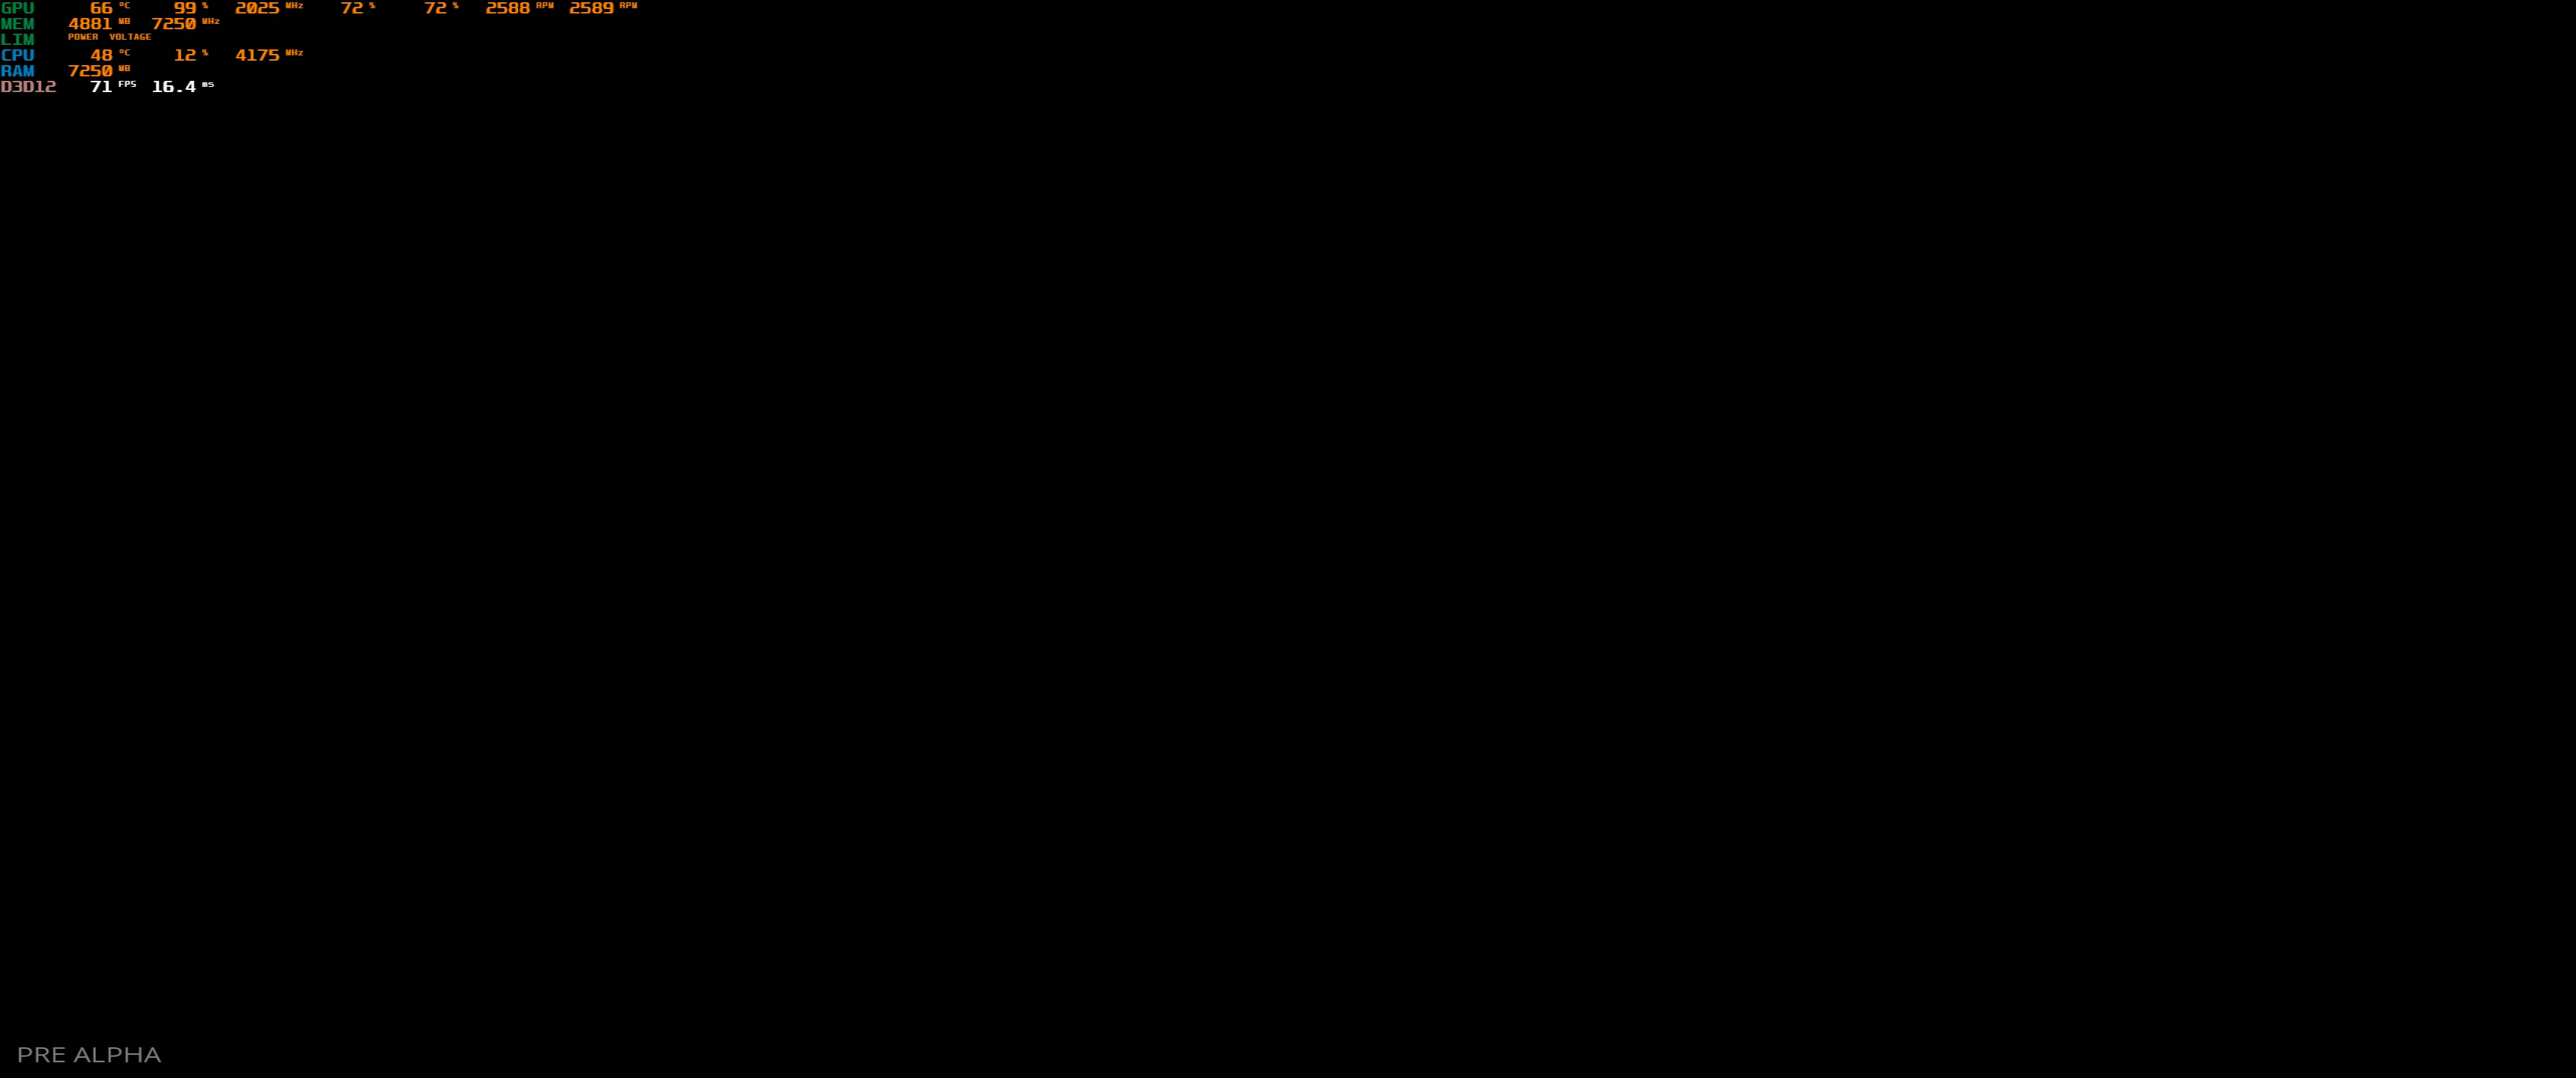 GPU 66 °C 99 % 2025 MHz 72 % 72 % 2588 RPM 2589 RPM
MEM 4881 MB 7250 MHz
LIM POWER VOLTAGE
CPU 48 °C 12 % 4175 MHz
RAM 7250 MB
D3D12 71 FPS 16.4 ms
PRE ALPHA